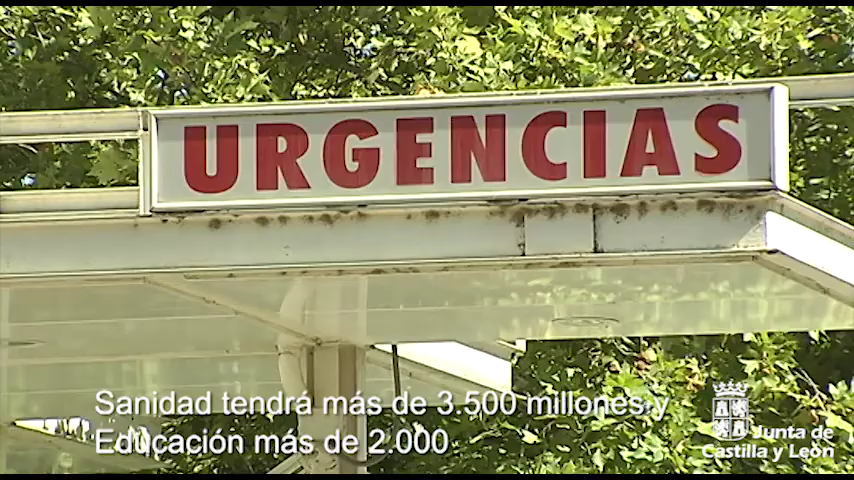 URGENCIAS
Sanidad tendrá más de 3.500 millones y
Educación más de 2.000
Junta de
Castilla y León